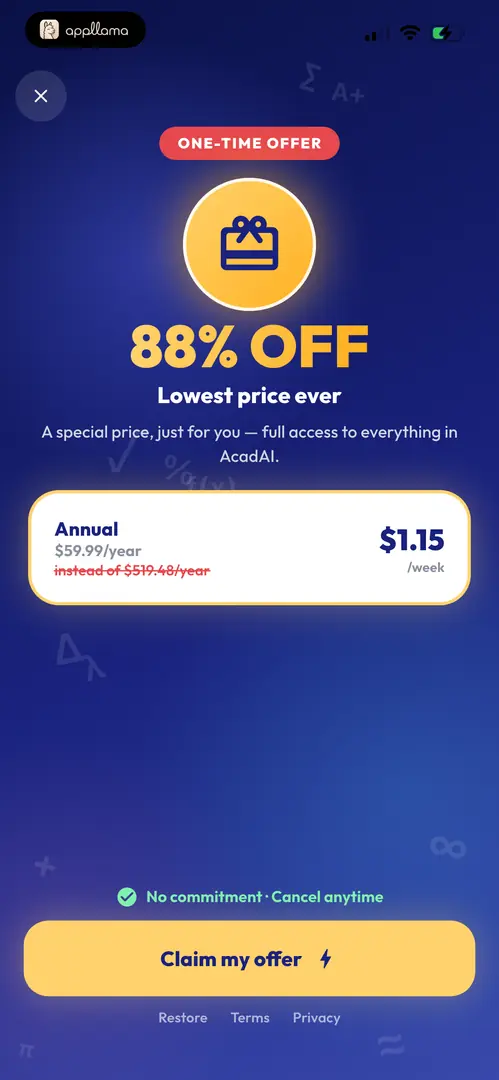 appllama
Σ
A+
ONE-TIME OFFER
88% OFF
Lowest price ever
A special price, just for you — full access to everything in
AcadAI.
√
%
f(x)
Annual
$59.99/year
instead of $519.48/year
$1.15
/week
Δ
λ
∞
+
No commitment · Cancel anytime
Claim my offer
Restore Terms Privacy
π
≈